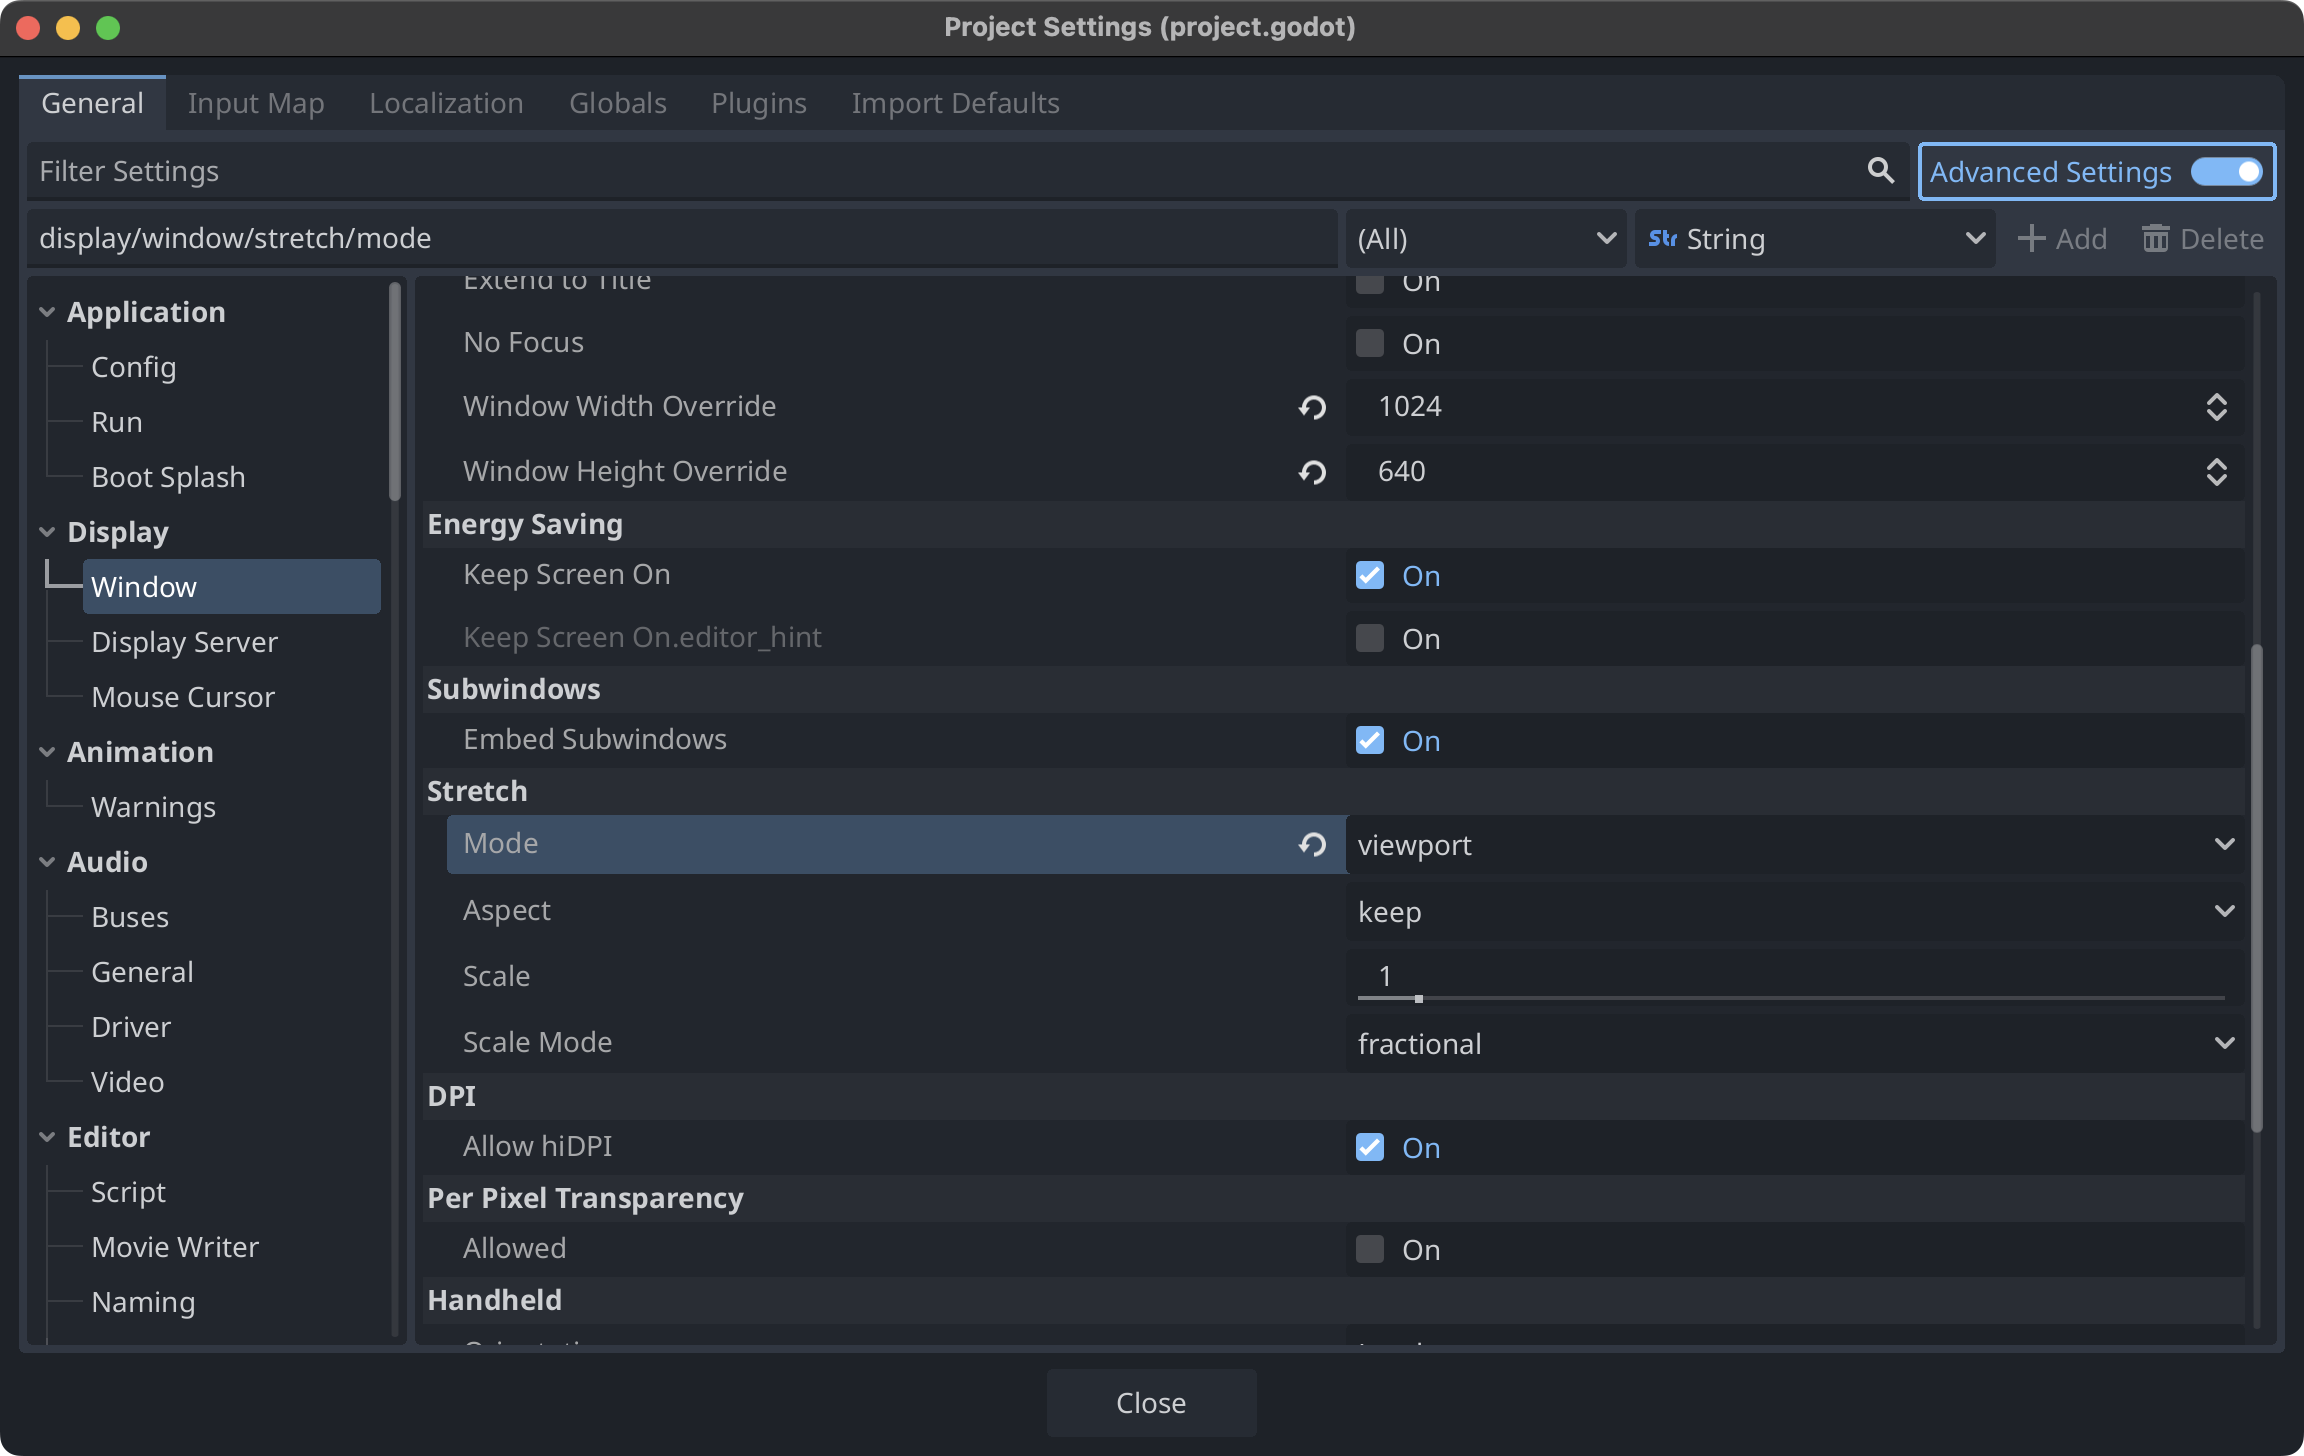 Project Settings (project.godot)
General Input Map Localization Globals Plugins Import Defaults
Filter Settings Advanced Settings
display/window/stretch/mode (All) Str String Add Delete
Application
Config
Run
Boot Splash
Display
Window
Display Server
Mouse Cursor
Animation
Warnings
Audio
Buses
General
Driver
Video
Editor
Script
Movie Writer
Naming
Extend to Title On
No Focus On
Window Width Override 1024
Window Height Override 640
Energy Saving
Keep Screen On On
Keep Screen On.editor_hint On
Subwindows
Embed Subwindows On
Stretch
Mode viewport
Aspect keep
Scale 1
Scale Mode fractional
DPI
Allow hiDPI On
Per Pixel Transparency
Allowed On
Handheld
Close